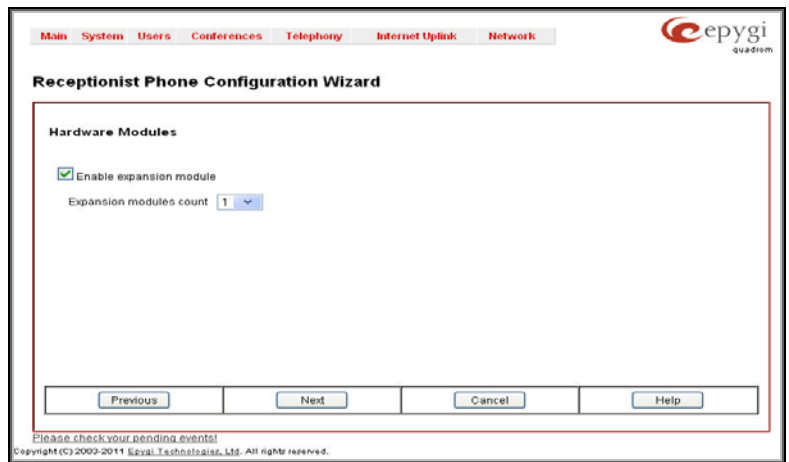 Main System Users Conferences Telephony Internet Uplink Network
epygi
quadrom
Receptionist Phone Configuration Wizard
Hardware Modules
Enable expansion module
Expansion modules count 1
Previous Next Cancel Help
Please check your pending events!
Copyright (C) 2003-2011 Epygi Technologies, Ltd. All rights reserved.